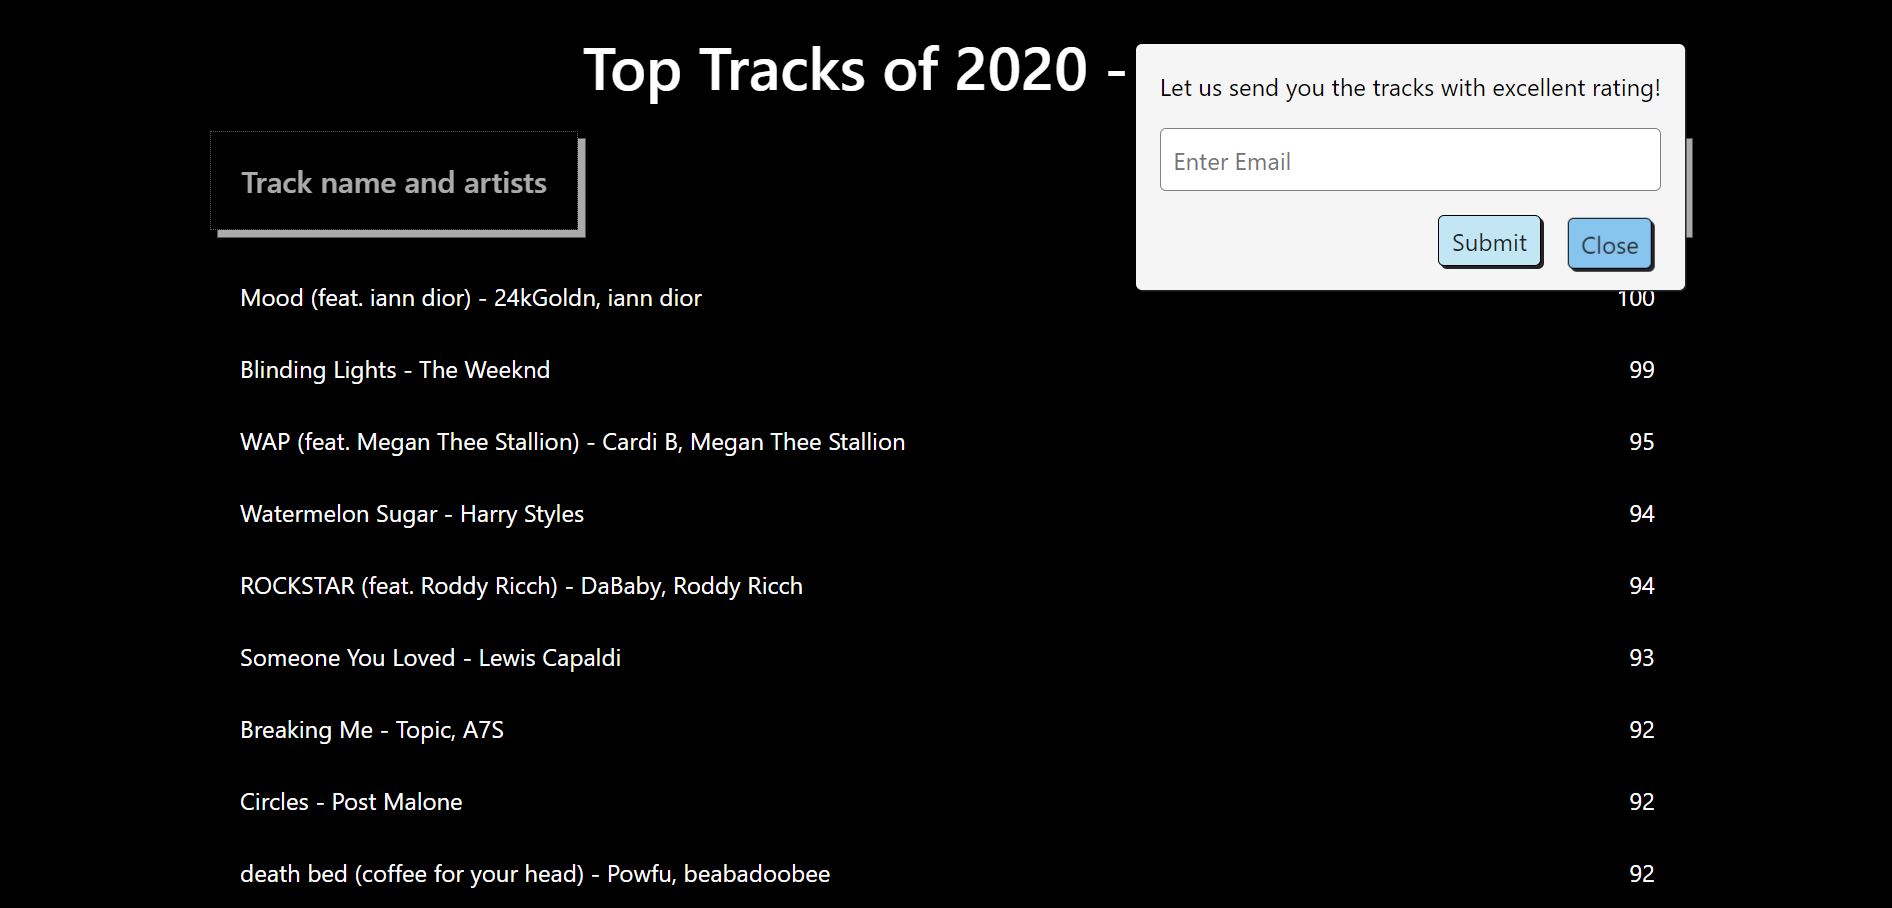 Top Tracks of 2020 -
Let us send you the tracks with excellent rating!
Enter Email
Submit
Close
Track name and artists
Mood (feat. iann dior) - 24kGoldn, iann dior 100
Blinding Lights - The Weeknd 99
WAP (feat. Megan Thee Stallion) - Cardi B, Megan Thee Stallion 95
Watermelon Sugar - Harry Styles 94
ROCKSTAR (feat. Roddy Ricch) - DaBaby, Roddy Ricch 94
Someone You Loved - Lewis Capaldi 93
Breaking Me - Topic, A7S 92
Circles - Post Malone 92
death bed (coffee for your head) - Powfu, beabadoobee 92